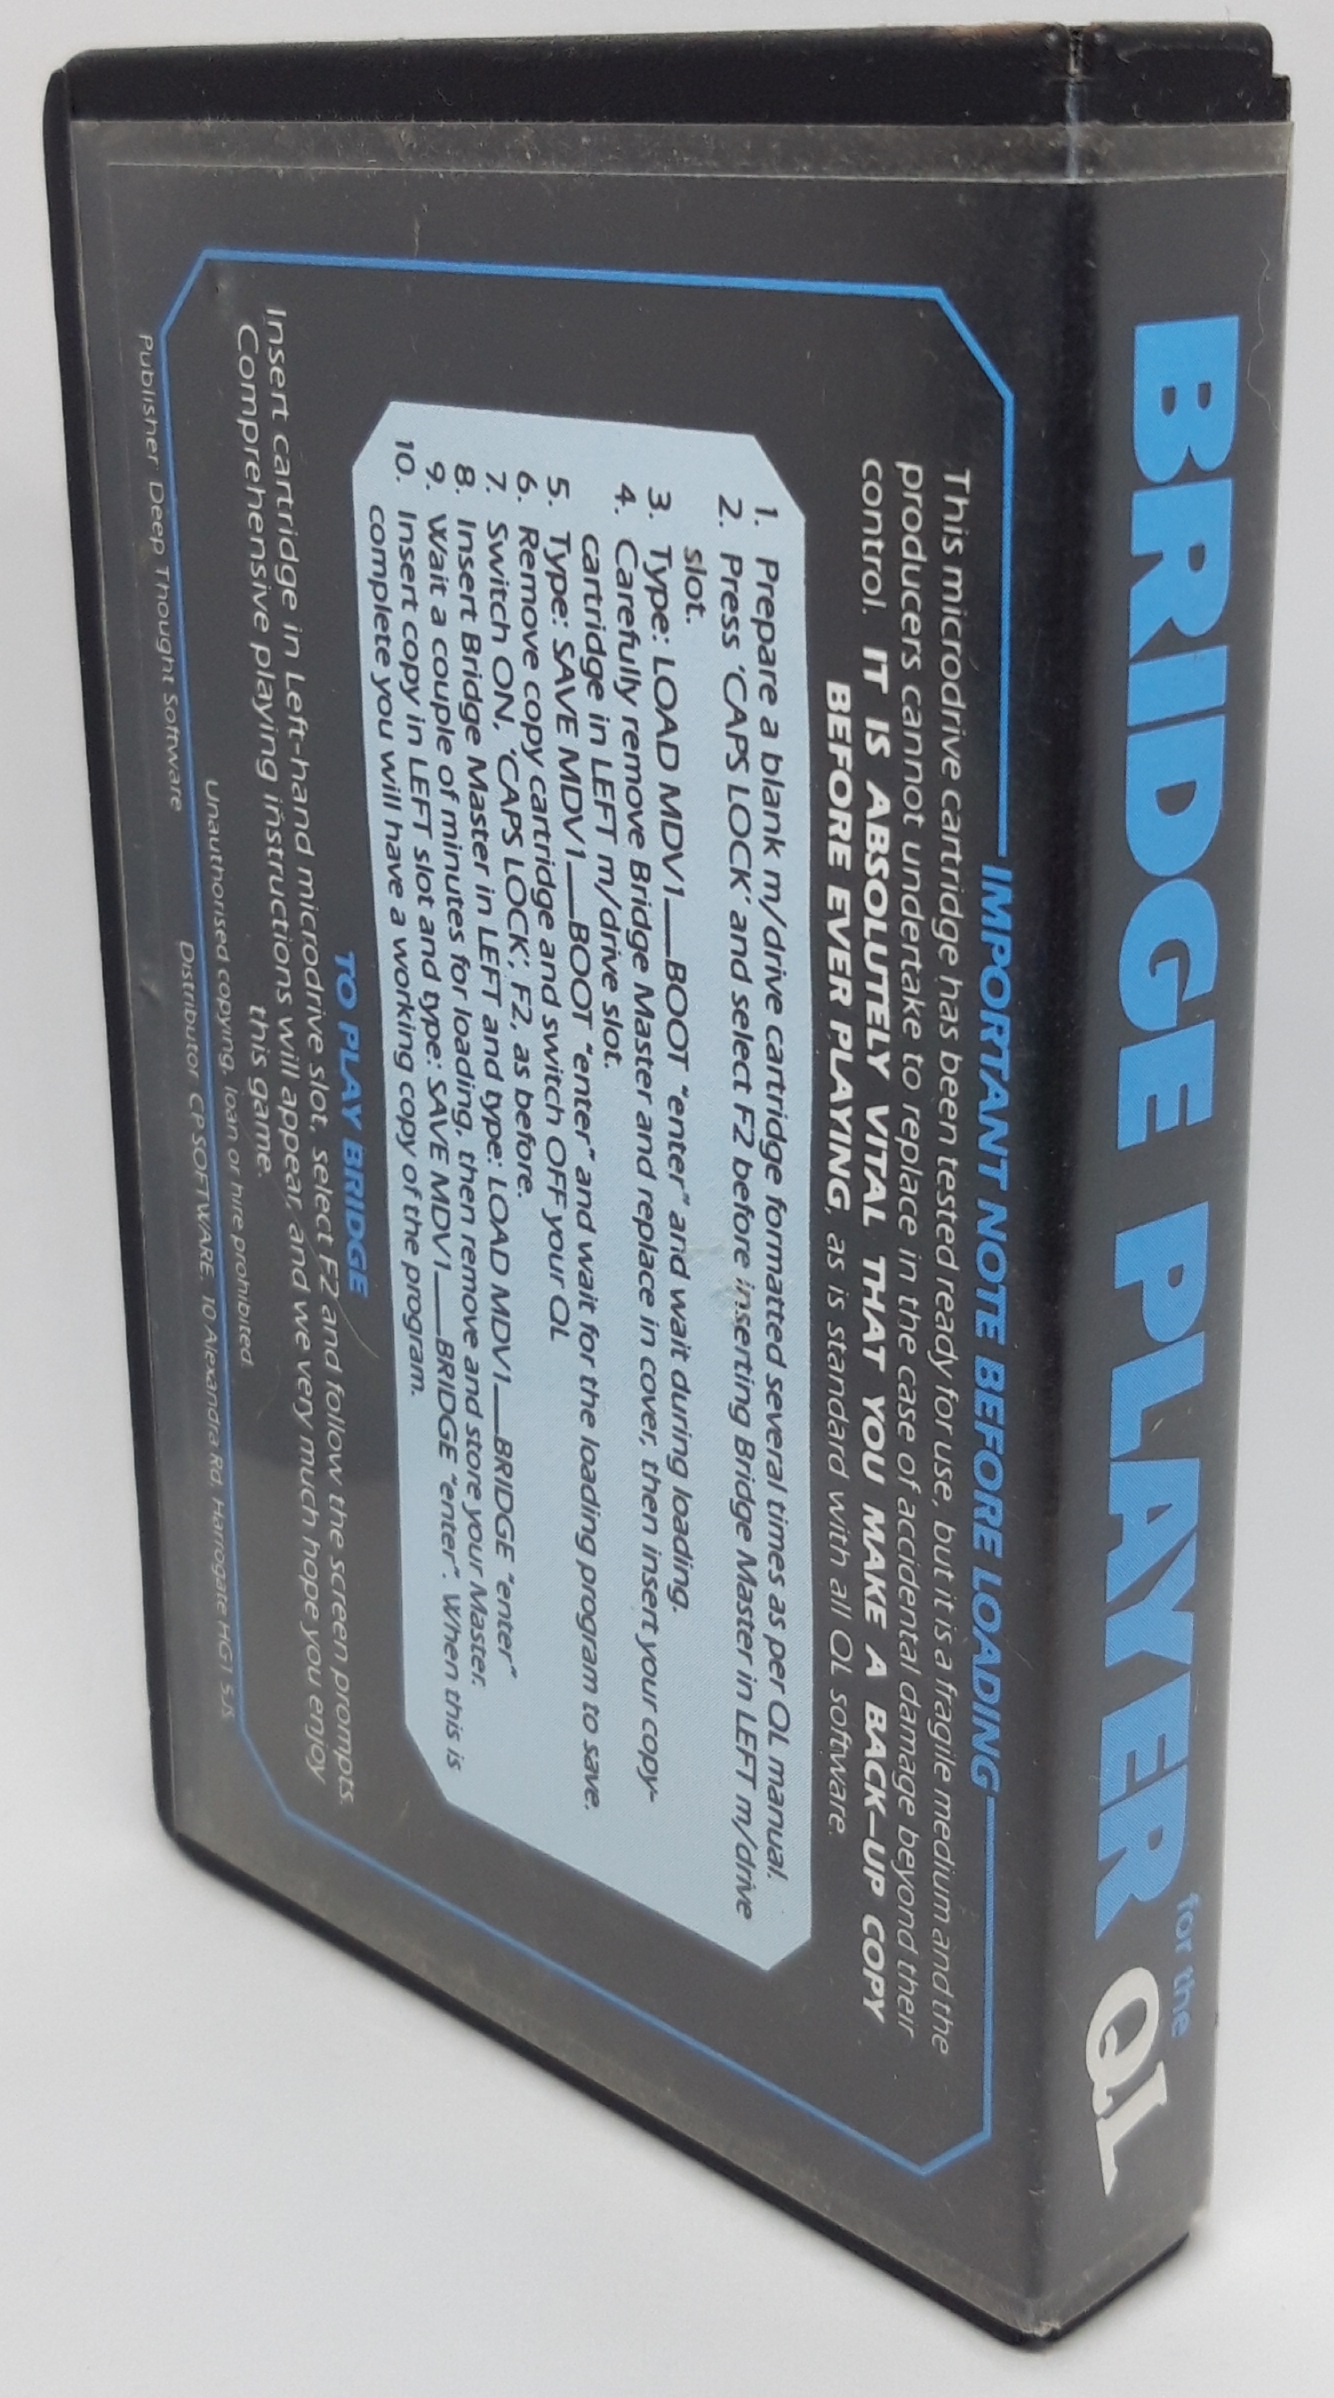 BRIDGE PLAYER for the QL
IMPORTANT NOTE BEFORE LOADING
This microdrive cartridge has been tested ready for use, but it is a fragile medium and the
producers cannot undertake to replace in the case of accidental damage beyond their
control. IT IS ABSOLUTELY VITAL THAT YOU MAKE A BACK-UP COPY
BEFORE EVER PLAYING, as is standard with all QL software.
1. Prepare a blank m/drive cartridge formatted several times as per QL manual.
2. Press 'CAPS LOCK' and select F2 before inserting Bridge Master in LEFT m/drive
slot.
3. Type: LOAD MDV1__BOOT "enter" and wait during loading.
4. Carefully remove Bridge Master and replace in cover, then insert your copy-
cartridge in LEFT m/drive slot.
5. Type: SAVE MDV1__BOOT "enter" and wait for the loading program to save.
6. Remove copy cartridge and switch OFF your QL
7. Switch ON, 'CAPS LOCK', F2, as before.
8. Insert Bridge Master in LEFT and type: LOAD MDV1__BRIDGE "enter"
9. Wait a couple of minutes for loading, then remove and store your Master.
10. Insert copy in LEFT slot and type: SAVE MDV1__BRIDGE "enter". When this is
complete you will have a working copy of the program.
TO PLAY BRIDGE
Insert cartridge in Left-hand microdrive slot, select F2 and follow the screen prompts.
Comprehensive playing instructions will appear, and we very much hope you enjoy
this game.
Unauthorised copying, loan or hire prohibited.
Publisher: Deep Thought Software Distributor CP SOFTWARE, 10 Alexandra Rd, Harrogate HG1 5JS